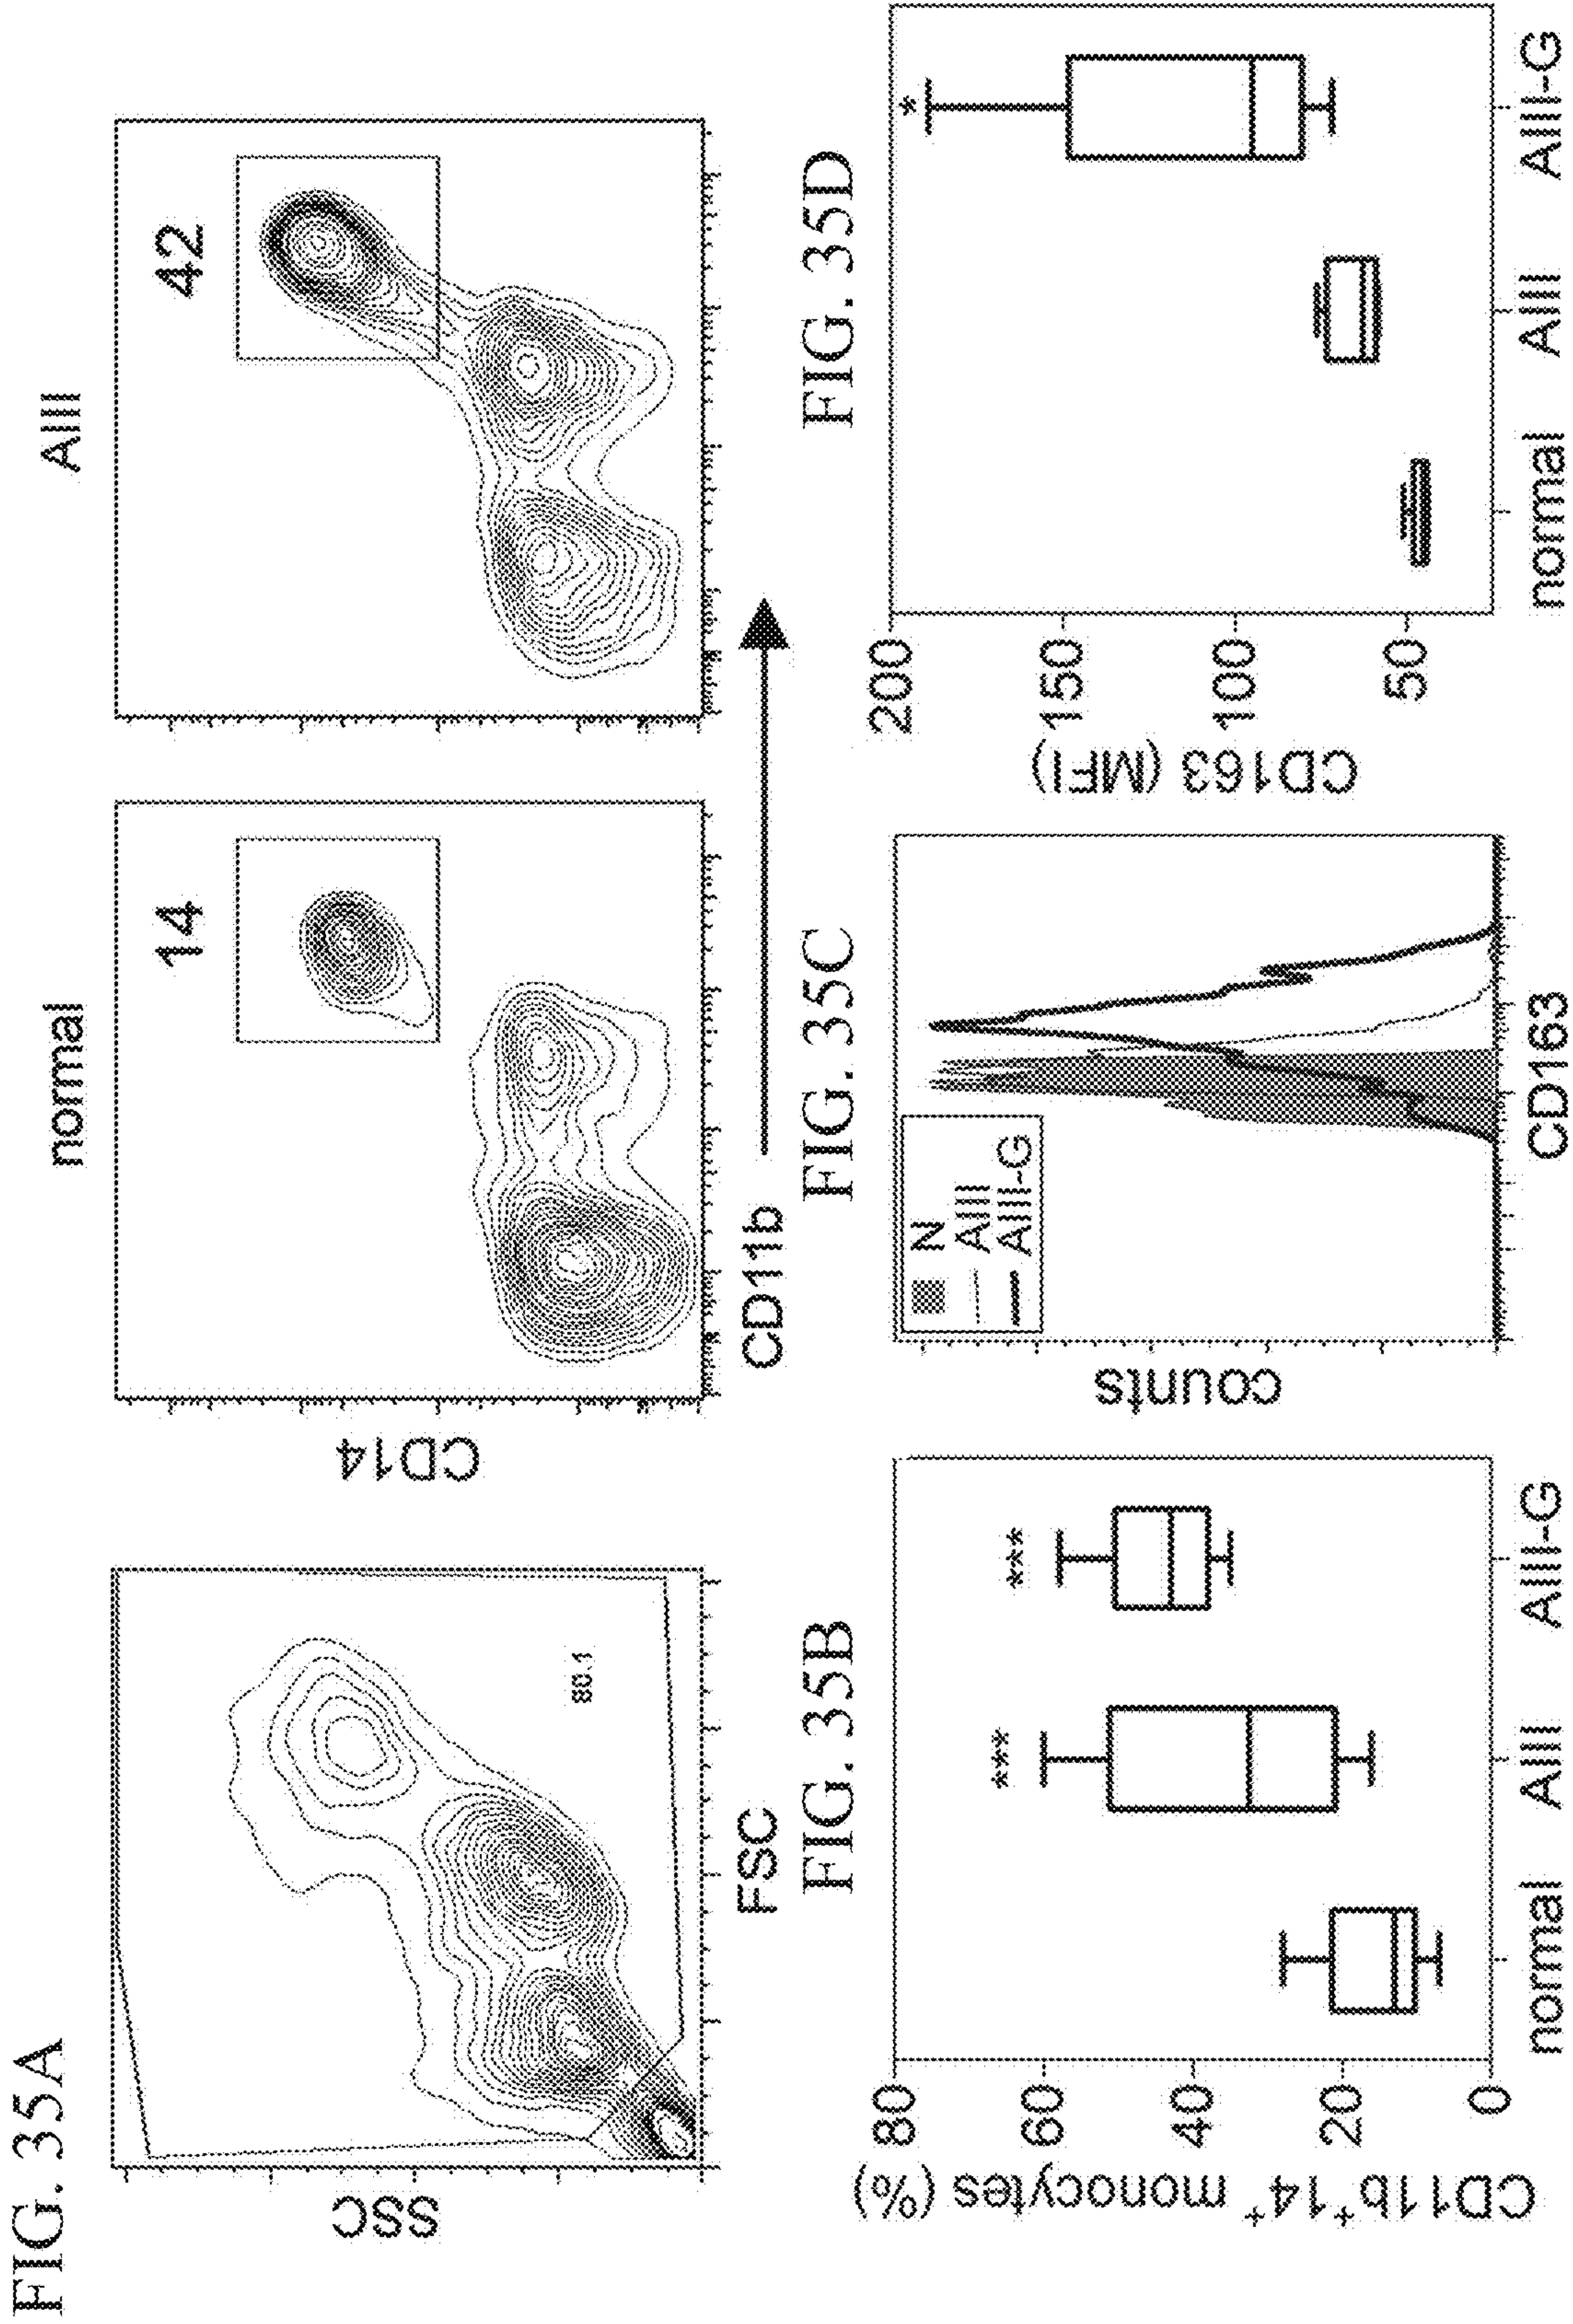 FIG. 35A
normal
AIII
SSC
80.1
FSC
CD14
14
42
CD11b
FIG. 35B
CD11b⁺14⁺ monocytes (%)
80
60
40
20
0
***
***
normal
AIII
AIII-G
FIG. 35C
counts
N
AIII
AIII-G
CD163
FIG. 35D
CD163 (MFI)
200
150
100
50
*
normal
AIII
AIII-G